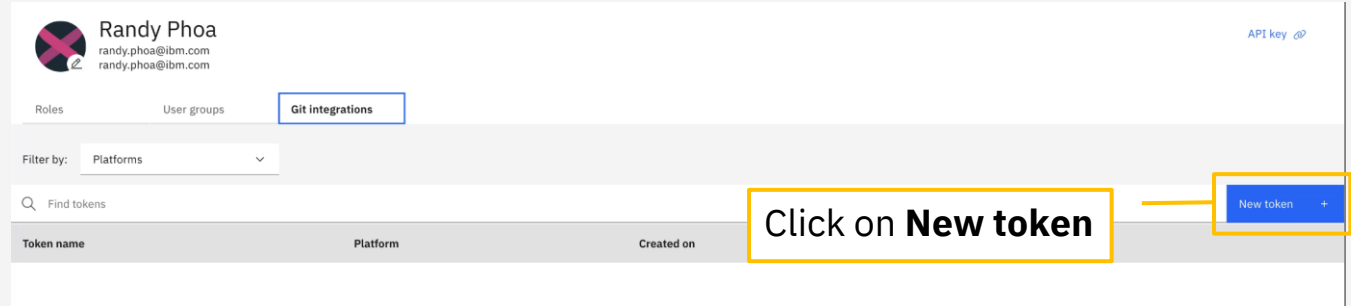 Randy Phoa
randy.phoa@ibm.com
randy.phoa@ibm.com
API key
Roles
User groups
Git integrations
Filter by:
Platforms
Find tokens
New token +
Click on New token
Token name
Platform
Created on